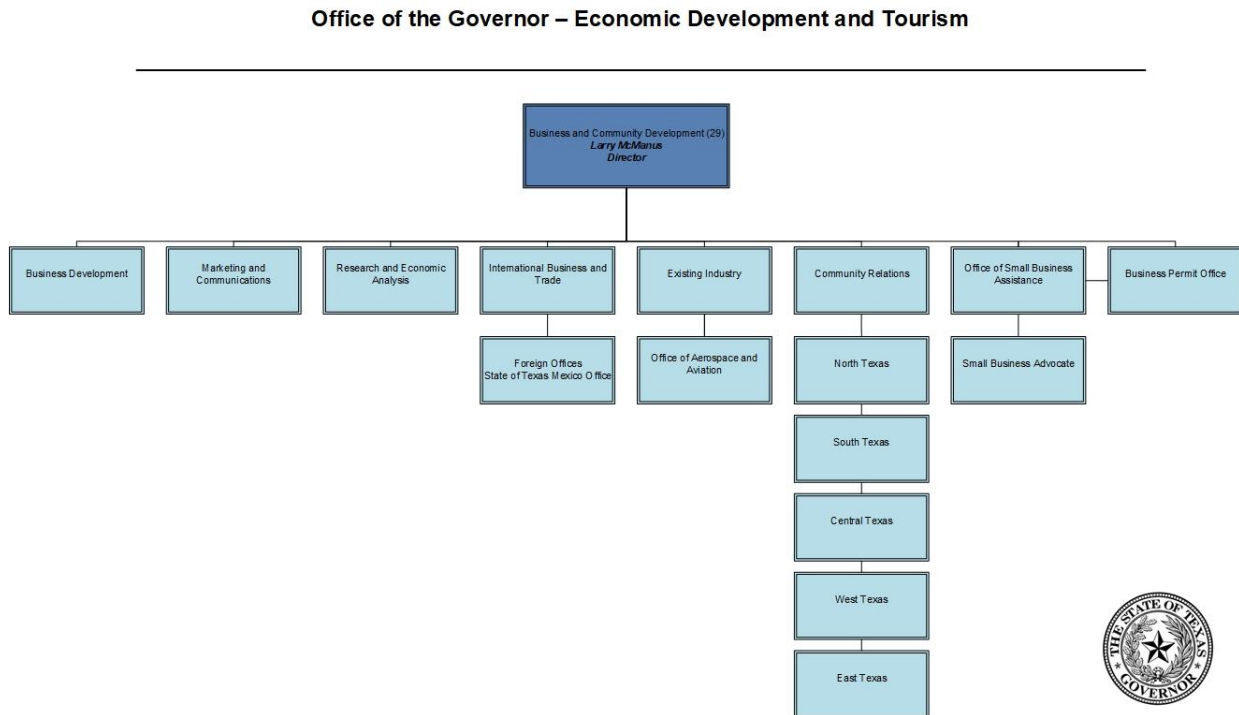 Office of the Governor – Economic Development and Tourism
Business and Community Development (29)
Larry McManus
Director
Business Development
Marketing and
Communications
Research and Economic
Analysis
International Business and
Trade
Existing Industry
Community Relations
Office of Small Business
Assistance
Business Permit Office
Foreign Offices
State of Texas Mexico Office
Office of Aerospace and
Aviation
North Texas
Small Business Advocate
South Texas
Central Texas
West Texas
East Texas
THE STATE OF TEXAS
GOVERNOR